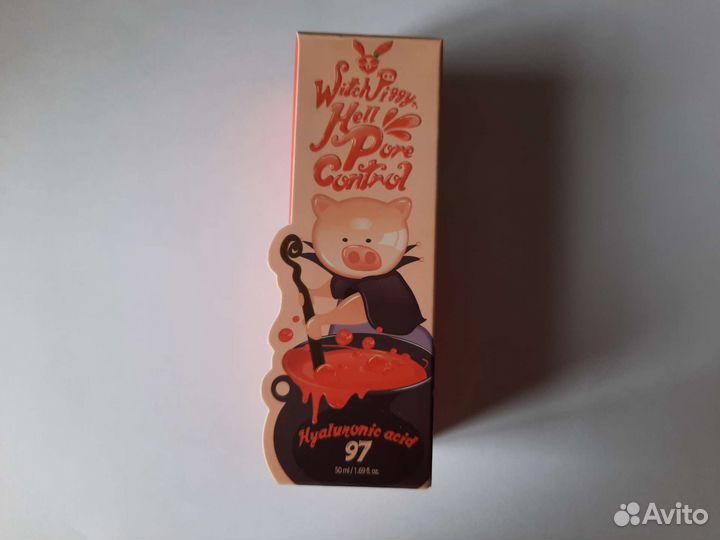 Witch Piggy
Hell
Pore
Control
Hyaluronic acid
97
50 ml / 1.69 fl. oz.
Avito